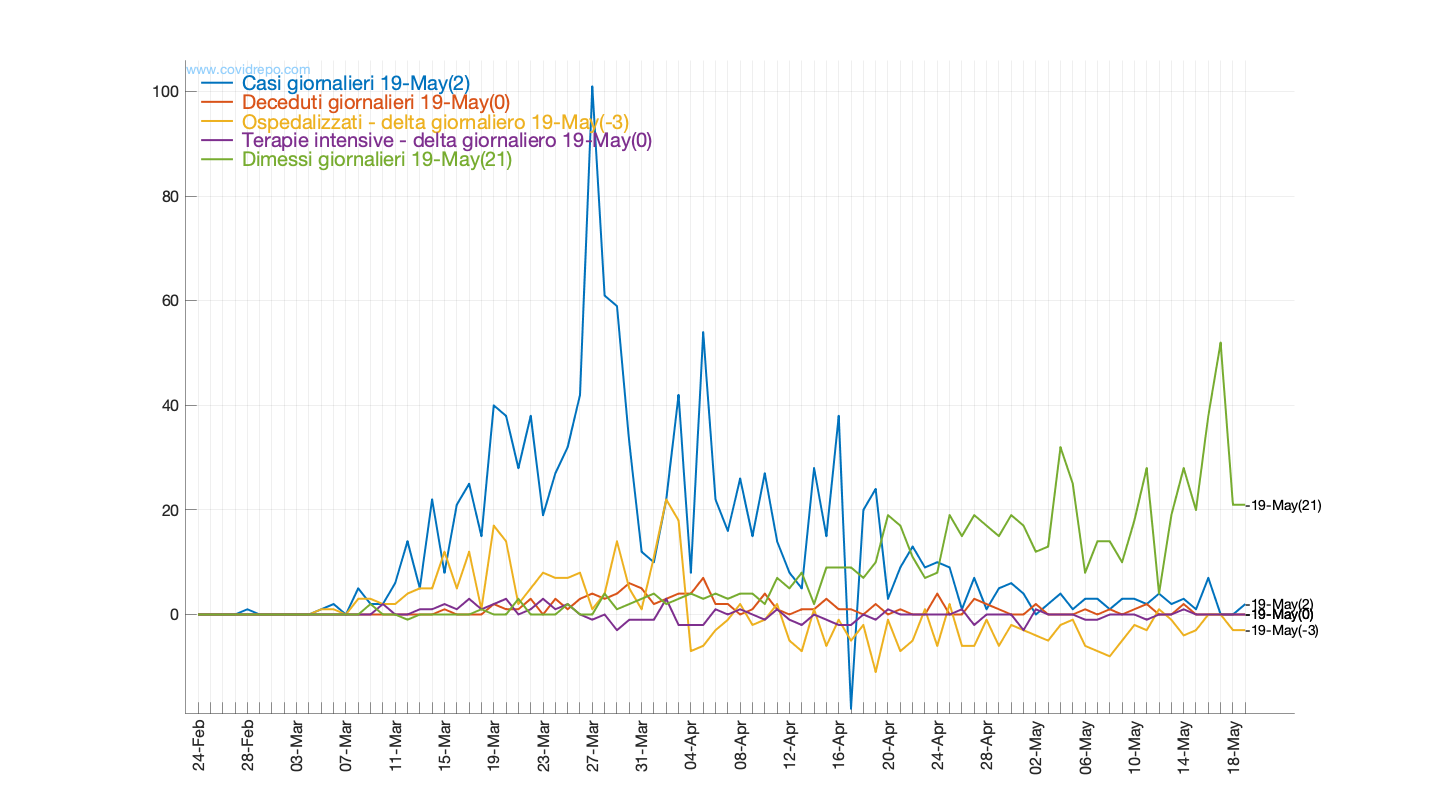 www.covidrepo.com
Casi giornalieri 19-May(2)
Deceduti giornalieri 19-May(0)
Ospedalizzati - delta giornaliero 19-May(-3)
Terapie intensive - delta giornaliero 19-May(0)
Dimessi giornalieri 19-May(21)
100
80
60
40
20
0
19-May(21)
19-May(2)
19-May(0)
19-May(-3)
24-Feb
28-Feb
03-Mar
07-Mar
11-Mar
15-Mar
19-Mar
23-Mar
27-Mar
31-Mar
04-Apr
08-Apr
12-Apr
16-Apr
20-Apr
24-Apr
28-Apr
02-May
06-May
10-May
14-May
18-May